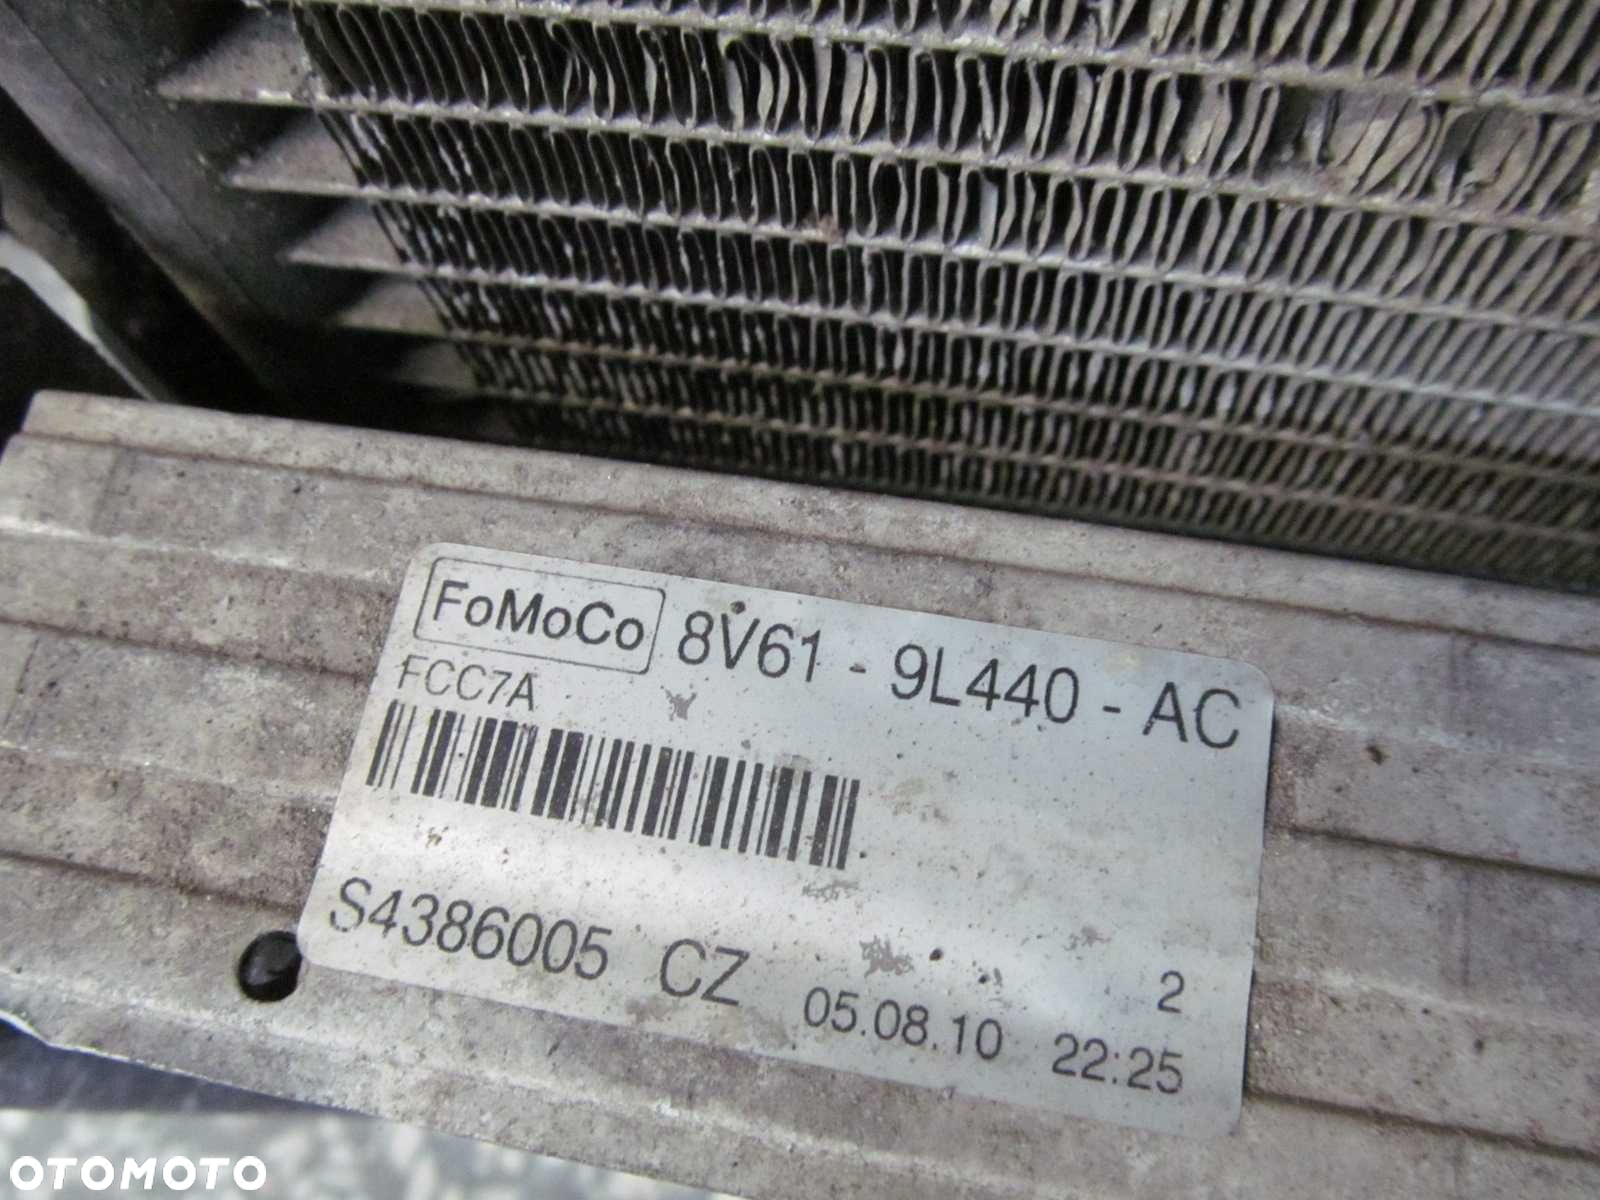 FoMoCo 8V61 - 9L440 - AC
FCC7A
S4386005 CZ 2
05.08.10 22:25
OTOMOTO